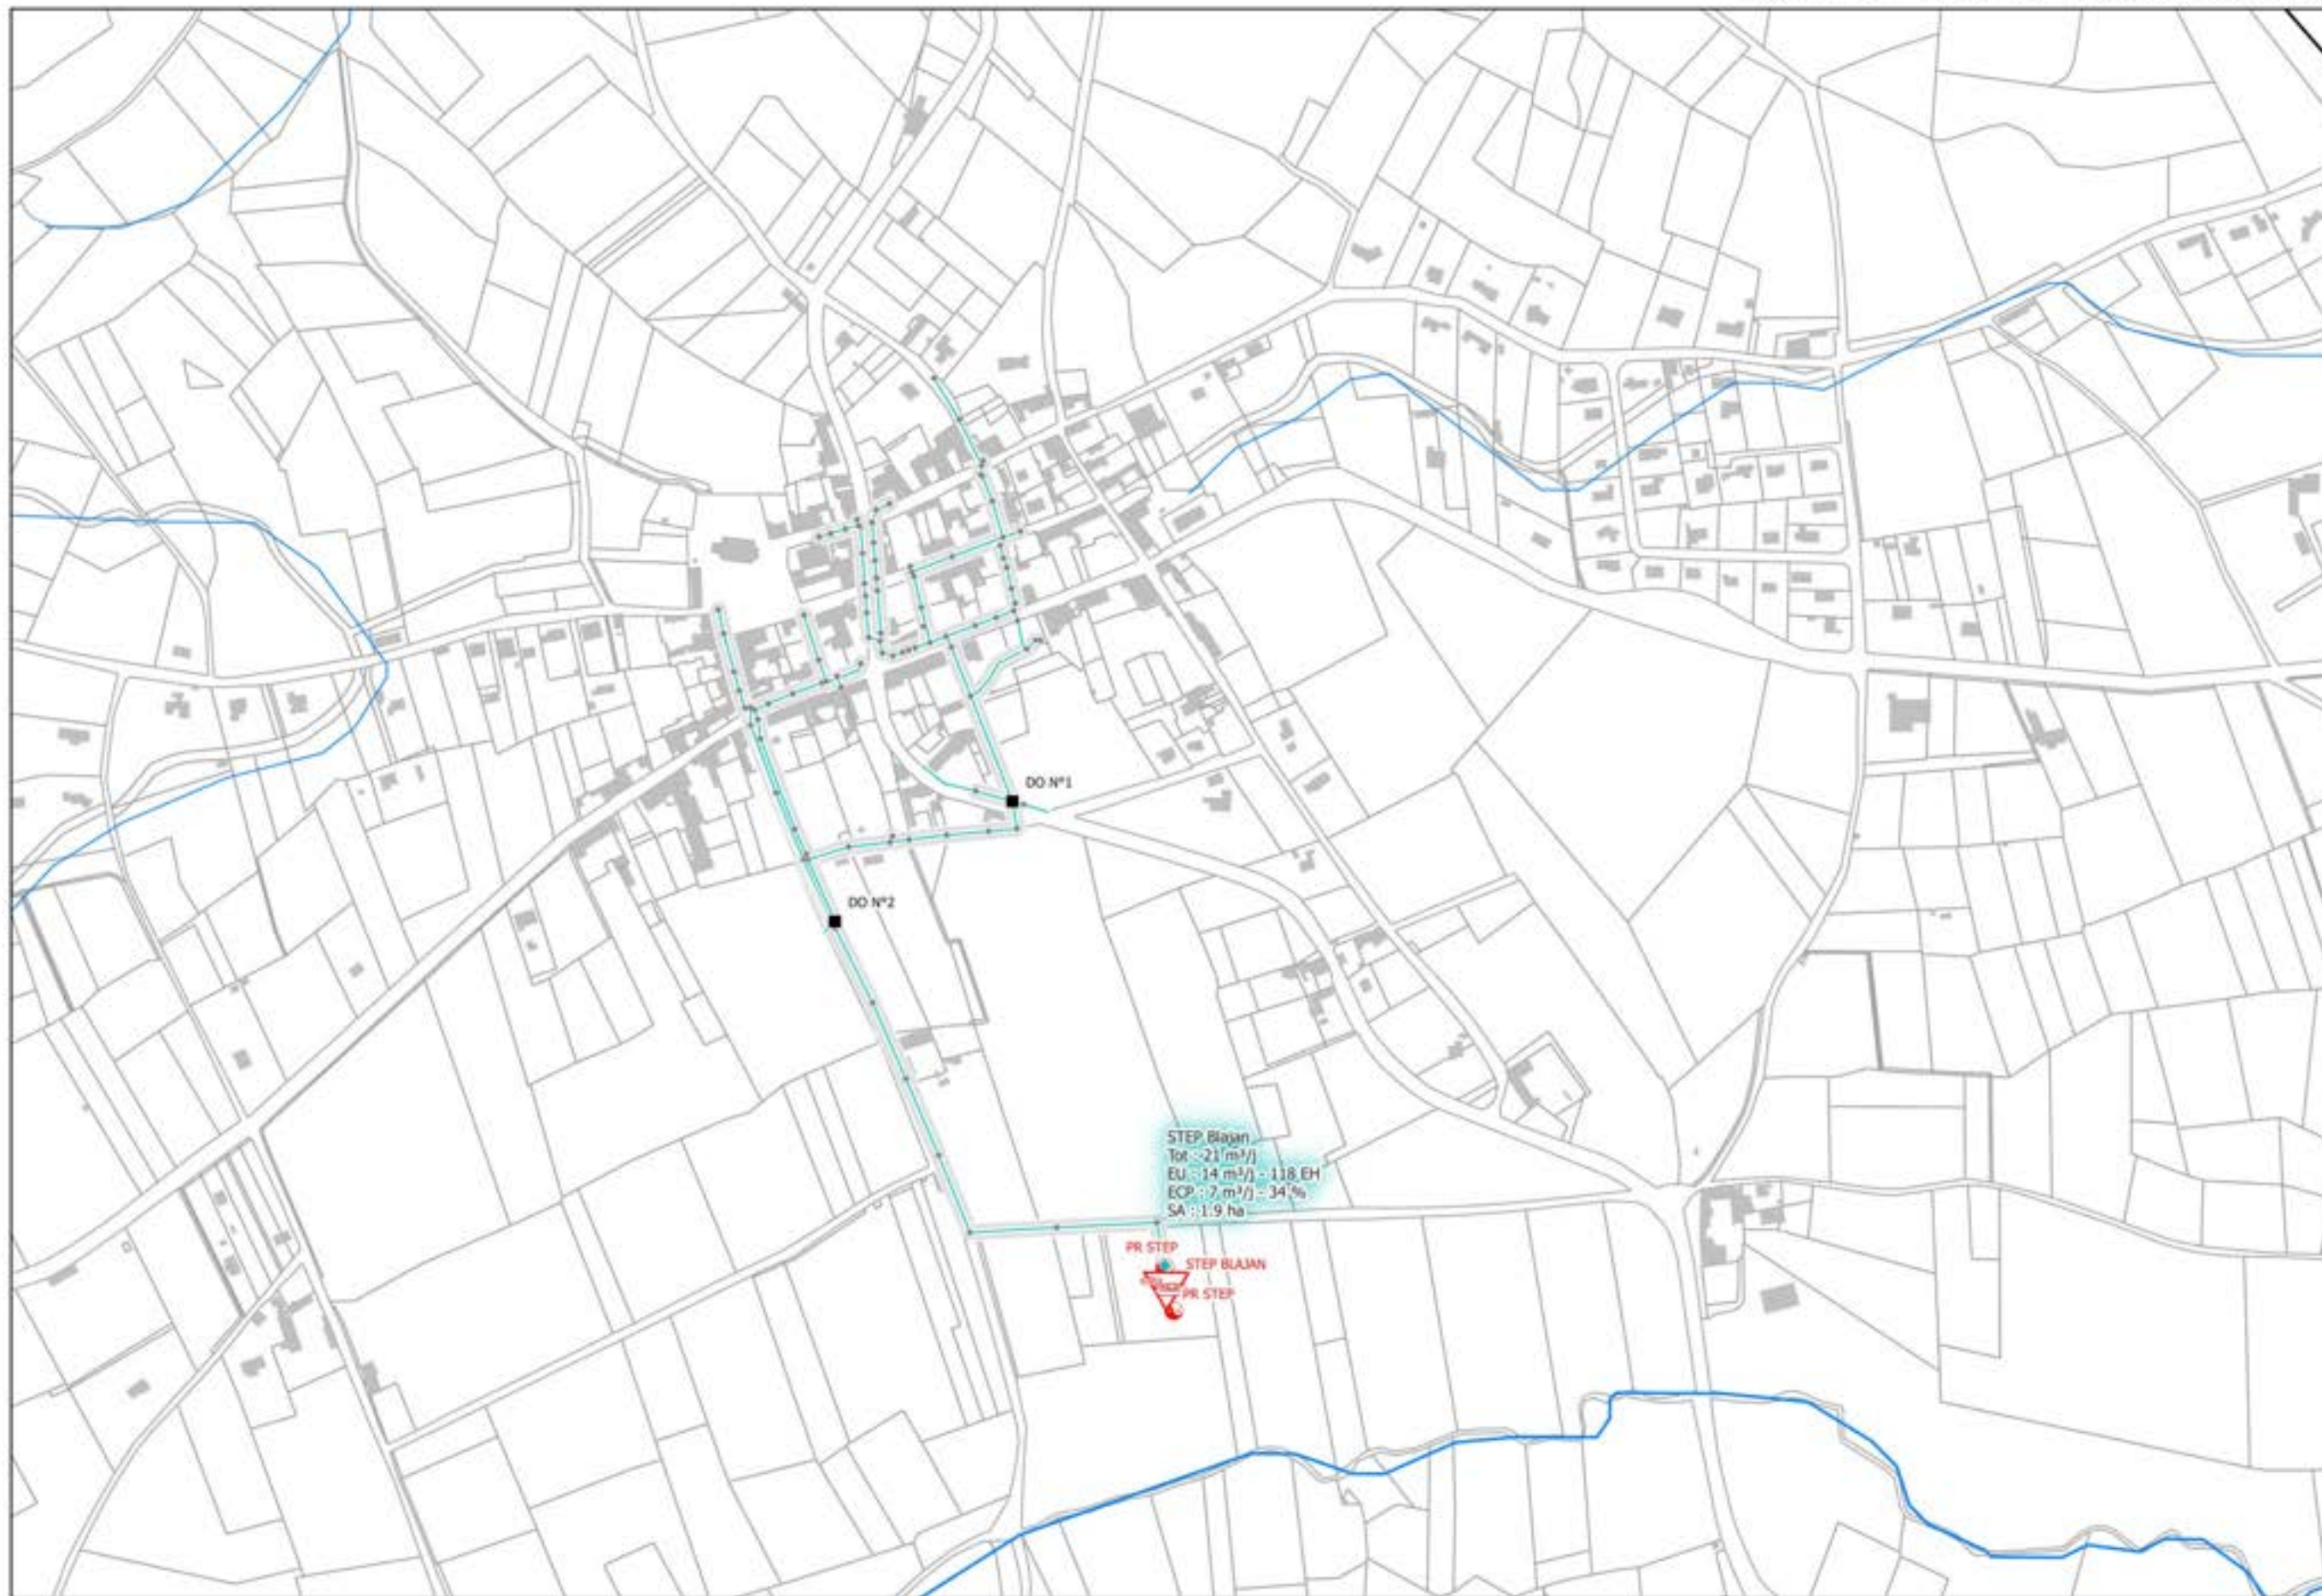 DO N°1
DO N°2
STEP Blajan
Tot : 21 m³/j
EU : 14 m³/j - 118 EH
ECP : 7 m³/j - 34 %
SA : 1.9 ha
PR STEP
STEP BLAJAN
PR STEP